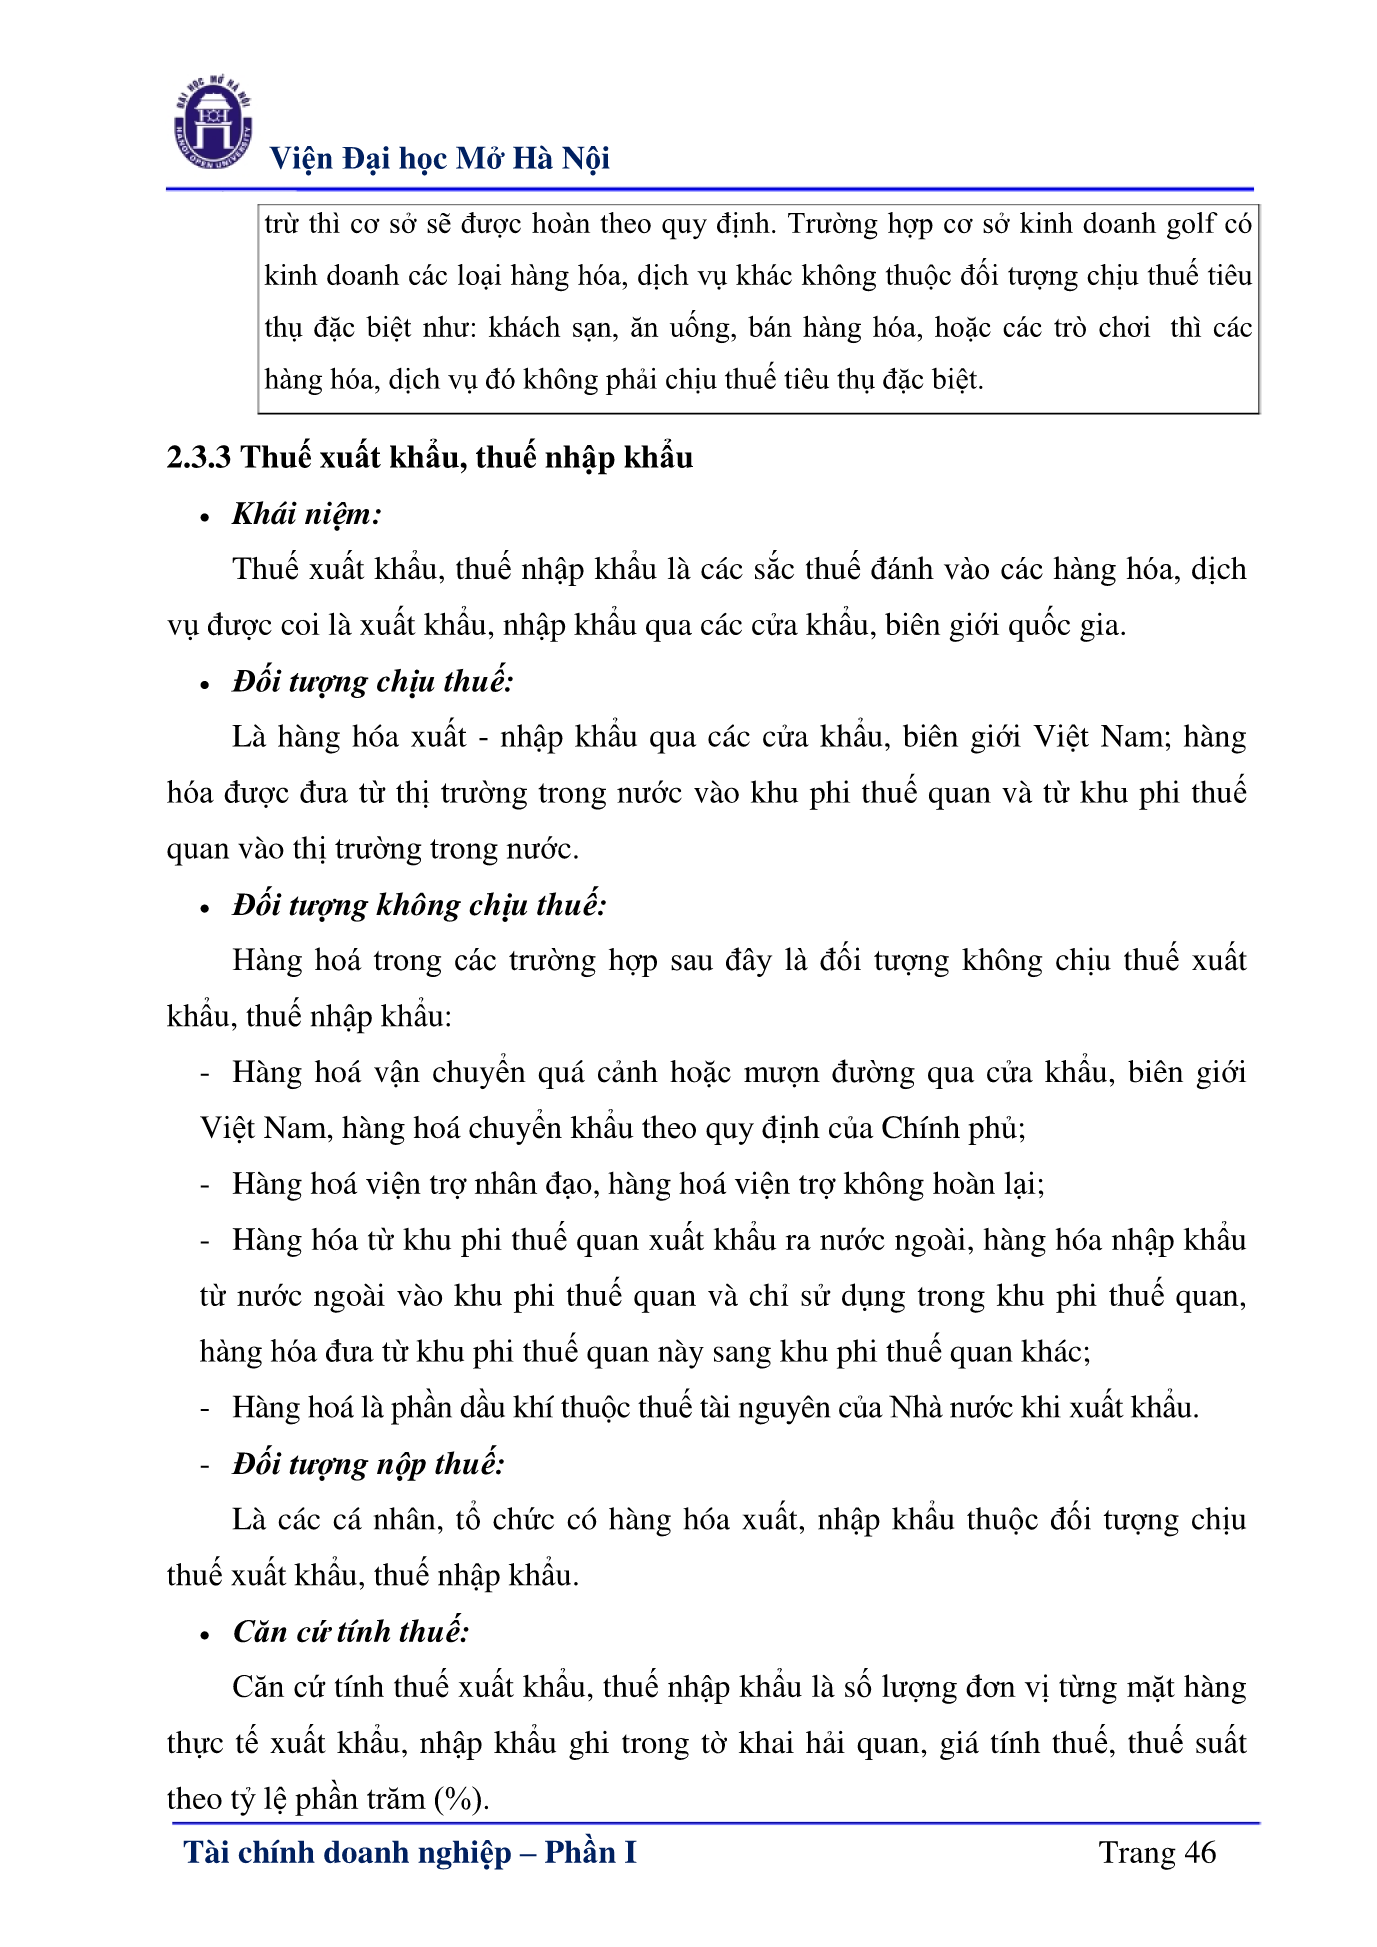 ĐẠI HỌC MỞ HÀ NỘI
HANOI OPEN UNIVERSITY
Viện Đại học Mở Hà Nội
trừ thì cơ sở sẽ được hoàn theo quy định. Trường hợp cơ sở kinh doanh golf có
kinh doanh các loại hàng hóa, dịch vụ khác không thuộc đối tượng chịu thuế tiêu
thụ đặc biệt như: khách sạn, ăn uống, bán hàng hóa, hoặc các trò chơi thì các
hàng hóa, dịch vụ đó không phải chịu thuế tiêu thụ đặc biệt.
2.3.3 Thuế xuất khẩu, thuế nhập khẩu
• Khái niệm:
Thuế xuất khẩu, thuế nhập khẩu là các sắc thuế đánh vào các hàng hóa, dịch
vụ được coi là xuất khẩu, nhập khẩu qua các cửa khẩu, biên giới quốc gia.
• Đối tượng chịu thuế:
Là hàng hóa xuất - nhập khẩu qua các cửa khẩu, biên giới Việt Nam; hàng
hóa được đưa từ thị trường trong nước vào khu phi thuế quan và từ khu phi thuế
quan vào thị trường trong nước.
• Đối tượng không chịu thuế:
Hàng hoá trong các trường hợp sau đây là đối tượng không chịu thuế xuất
khẩu, thuế nhập khẩu:
- Hàng hoá vận chuyển quá cảnh hoặc mượn đường qua cửa khẩu, biên giới
Việt Nam, hàng hoá chuyển khẩu theo quy định của Chính phủ;
- Hàng hoá viện trợ nhân đạo, hàng hoá viện trợ không hoàn lại;
- Hàng hóa từ khu phi thuế quan xuất khẩu ra nước ngoài, hàng hóa nhập khẩu
từ nước ngoài vào khu phi thuế quan và chỉ sử dụng trong khu phi thuế quan,
hàng hóa đưa từ khu phi thuế quan này sang khu phi thuế quan khác;
- Hàng hoá là phần dầu khí thuộc thuế tài nguyên của Nhà nước khi xuất khẩu.
- Đối tượng nộp thuế:
Là các cá nhân, tổ chức có hàng hóa xuất, nhập khẩu thuộc đối tượng chịu
thuế xuất khẩu, thuế nhập khẩu.
• Căn cứ tính thuế:
Căn cứ tính thuế xuất khẩu, thuế nhập khẩu là số lượng đơn vị từng mặt hàng
thực tế xuất khẩu, nhập khẩu ghi trong tờ khai hải quan, giá tính thuế, thuế suất
theo tỷ lệ phần trăm (%).
Tài chính doanh nghiệp – Phần I Trang 46